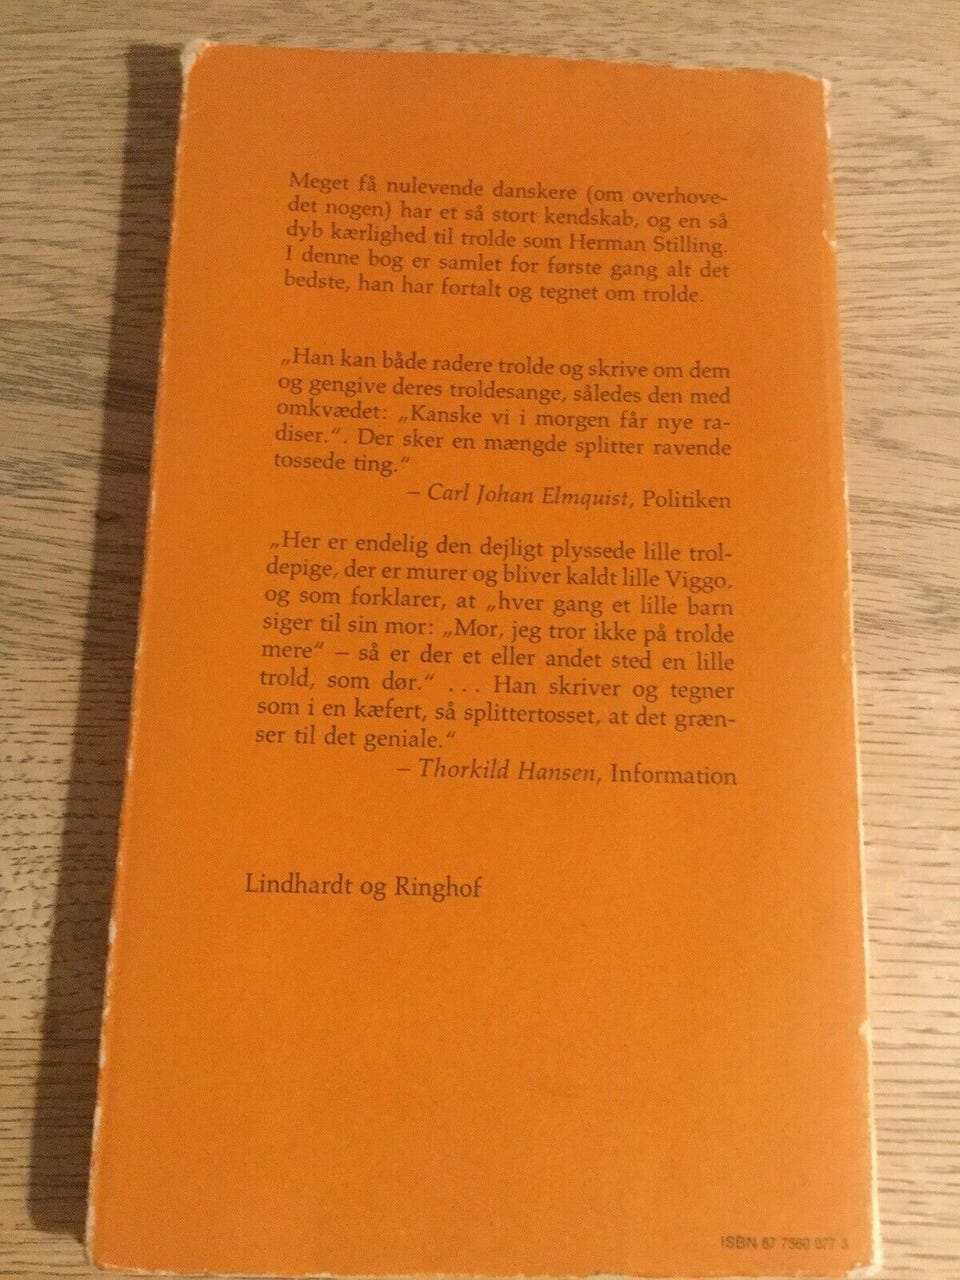 Meget få nulevende danskere (om overhove-
det nogen) har et så stort kendskab, og en så
dyb kærlighed til trolde som Herman Stilling.
I denne bog er samlet for første gang alt det
bedste, han har fortalt og tegnet om trolde.
„Han kan både radere trolde og skrive om dem
og gengive deres troldesange, således den med
omkvædet: „Kanske vi i morgen får nye ra-
diser.“. Der sker en mængde splitter ravende
tossede ting.“
– Carl Johan Elmquist, Politiken
„Her er endelig den dejligt plyssede lille trol-
depige, der er murer og bliver kaldt lille Viggo,
og som forklarer, at „hver gang et lille barn
siger til sin mor: „Mor, jeg tror ikke på trolde
mere“ – så er der et eller andet sted en lille
trold, som dør.“ ... Han skriver og tegner
som i en kæfert, så splittertosset, at det græn-
ser til det geniale.“
– Thorkild Hansen, Information
Lindhardt og Ringhof
ISBN 87 7560 077 3